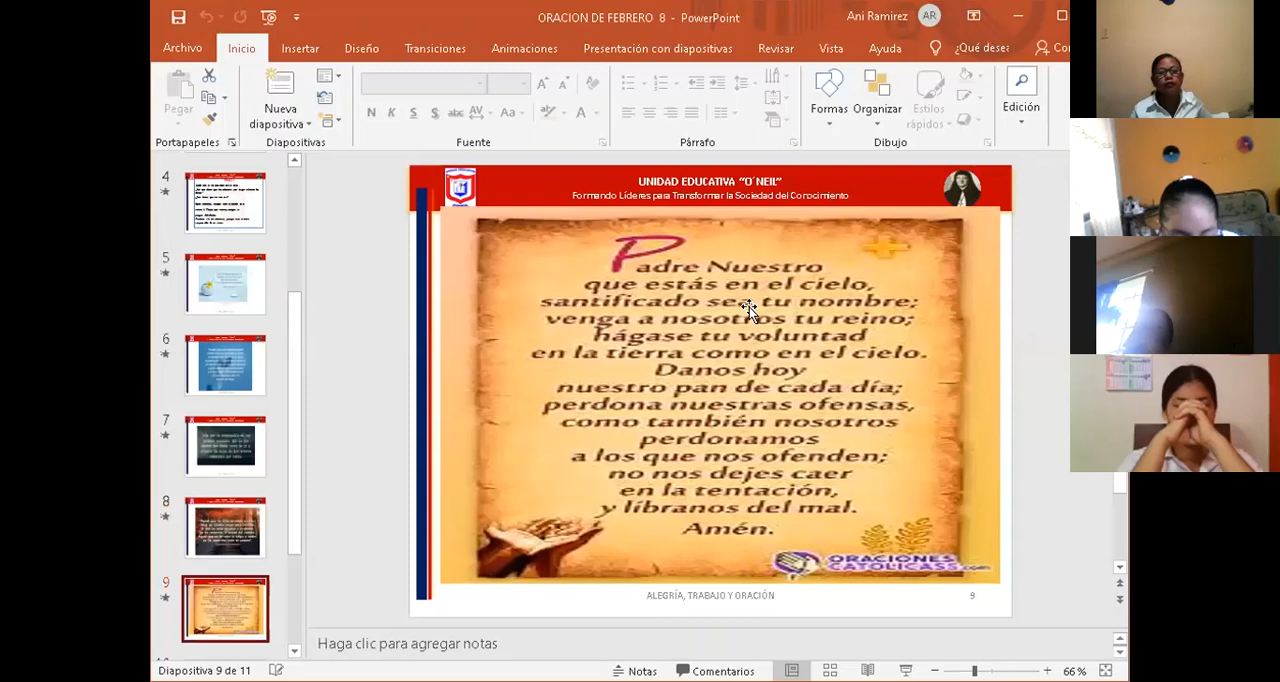 ORACION DE FEBRERO 8 - PowerPoint
Ani Ramirez
AR
Archivo
Inicio
Insertar
Diseño
Transiciones
Animaciones
Presentación con diapositivas
Revisar
Vista
Ayuda
¿Qué desea
Co
Pegar
Nueva
diapositiva
N K S S abc AV Aa A
Formas
Organizar
Estilos
rápidos
Edición
Portapapeles
Diapositivas
Fuente
Párrafo
Dibujo
4
5
6
7
8
9
UNIDAD EDUCATIVA "O'NEIL"
Formando Líderes para Transformar la Sociedad del Conocimiento
Padre Nuestro
que estás en el cielo,
santificado sea tu nombre;
venga a nosotros tu reino;
hágase tu voluntad
en la tierra como en el cielo.
Danos hoy
nuestro pan de cada día;
perdona nuestras ofensas,
como también nosotros
perdonamos
a los que nos ofenden;
no nos dejes caer
en la tentación,
y líbranos del mal.
Amén.
ORACIONES
CATOLICASS.com
ALEGRÍA, TRABAJO Y ORACIÓN
9
Haga clic para agregar notas
Diapositiva 9 de 11
Notas
Comentarios
66 %